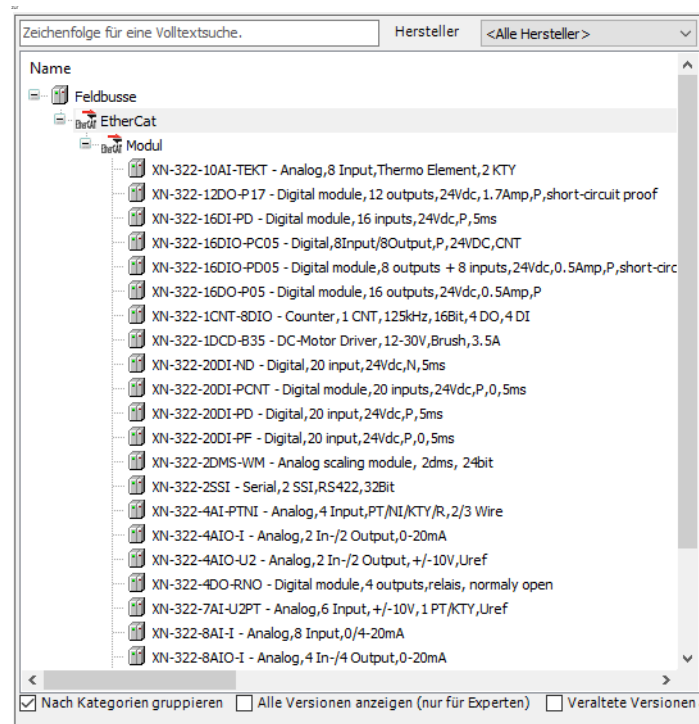 Zeichenfolge für eine Volltextsuche. Hersteller <Alle Hersteller>
Name
Feldbusse
EtherCAT EtherCat
EtherCAT Modul
XN-322-10AI-TEKT - Analog,8 Input,Thermo Element,2 KTY
XN-322-12DO-P17 - Digital module,12 outputs,24Vdc,1.7Amp,P,short-circuit proof
XN-322-16DI-PD - Digital module,16 inputs,24Vdc,P,5ms
XN-322-16DIO-PC05 - Digital,8Input/8Output,P,24VDC,CNT
XN-322-16DIO-PD05 - Digital module,8 outputs + 8 inputs,24Vdc,0.5Amp,P,short-circ
XN-322-16DO-P05 - Digital module,16 outputs,24Vdc,0.5Amp,P
XN-322-1CNT-8DIO - Counter,1 CNT,125kHz,16Bit,4 DO,4 DI
XN-322-1DCD-B35 - DC-Motor Driver,12-30V,Brush,3.5A
XN-322-20DI-ND - Digital,20 input,24Vdc,N,5ms
XN-322-20DI-PCNT - Digital module,20 inputs,24Vdc,P,0,5ms
XN-322-20DI-PD - Digital,20 input,24Vdc,P,5ms
XN-322-20DI-PF - Digital,20 input,24Vdc,P,0,5ms
XN-322-2DMS-WM - Analog scaling module, 2dms, 24bit
XN-322-2SSI - Serial,2 SSI,RS422,32Bit
XN-322-4AI-PTNI - Analog,4 Input,PT/NI/KTY/R,2/3 Wire
XN-322-4AIO-I - Analog,2 In-/2 Output,0-20mA
XN-322-4AIO-U2 - Analog,2 In-/2 Output,+/-10V,Uref
XN-322-4DO-RNO - Digital module,4 outputs,relais, normaly open
XN-322-7AI-U2PT - Analog,6 Input,+/-10V,1 PT/KTY,Uref
XN-322-8AI-I - Analog,8 Input,0/4-20mA
XN-322-8AIO-I - Analog,4 In-/4 Output,0-20mA
Nach Kategorien gruppieren Alle Versionen anzeigen (nur für Experten) Veraltete Versionen